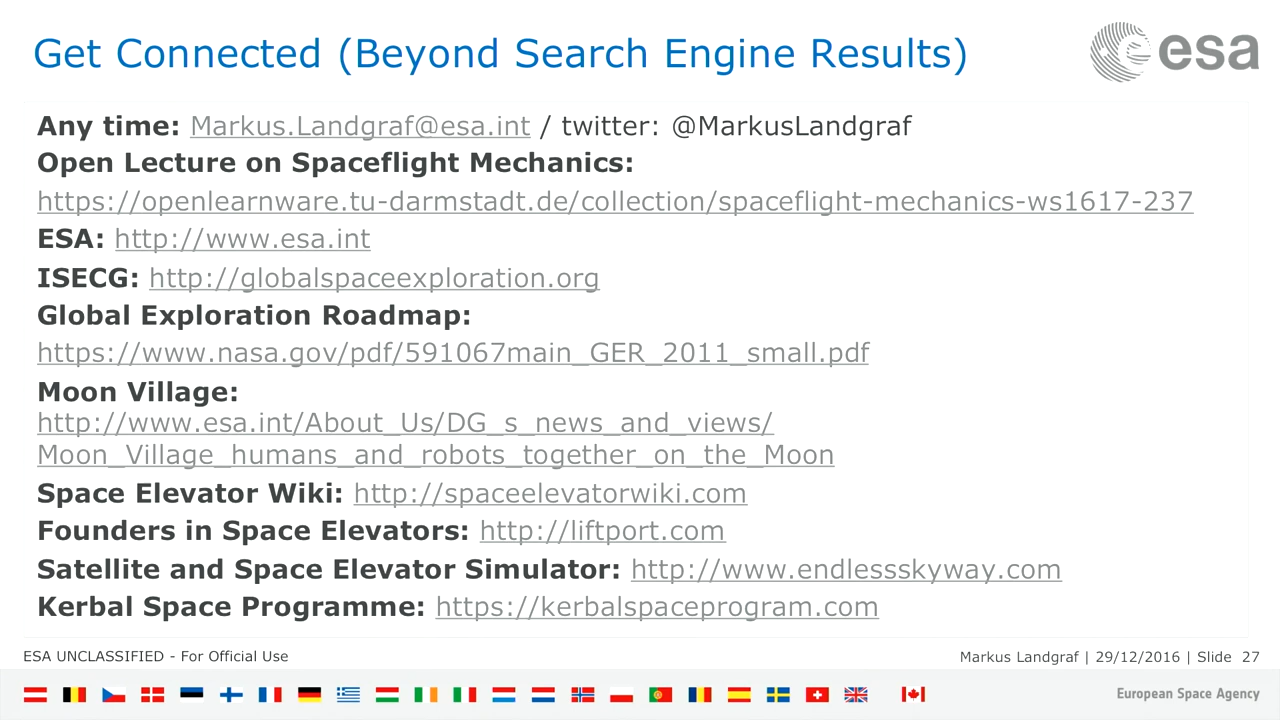 Get Connected (Beyond Search Engine Results)
esa
Any time: Markus.Landgraf@esa.int / twitter: @MarkusLandgraf
Open Lecture on Spaceflight Mechanics:
https://openlearnware.tu-darmstadt.de/collection/spaceflight-mechanics-ws1617-237
ESA: http://www.esa.int
ISECG: http://globalspaceexploration.org
Global Exploration Roadmap:
https://www.nasa.gov/pdf/591067main_GER_2011_small.pdf
Moon Village:
http://www.esa.int/About_Us/DG_s_news_and_views/
Moon_Village_humans_and_robots_together_on_the_Moon
Space Elevator Wiki: http://spaceelevatorwiki.com
Founders in Space Elevators: http://liftport.com
Satellite and Space Elevator Simulator: http://www.endlessskyway.com
Kerbal Space Programme: https://kerbalspaceprogram.com
ESA UNCLASSIFIED - For Official Use
Markus Landgraf | 29/12/2016 | Slide 27
European Space Agency